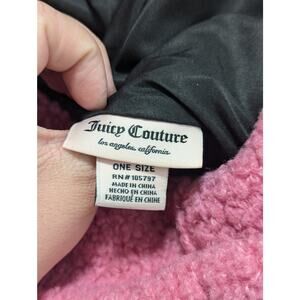 Juicy Couture
los angeles, california
ONE SIZE
RN# 105797
MADE IN CHINA
HECHO EN CHINA
FABRIQUÉ EN CHINE